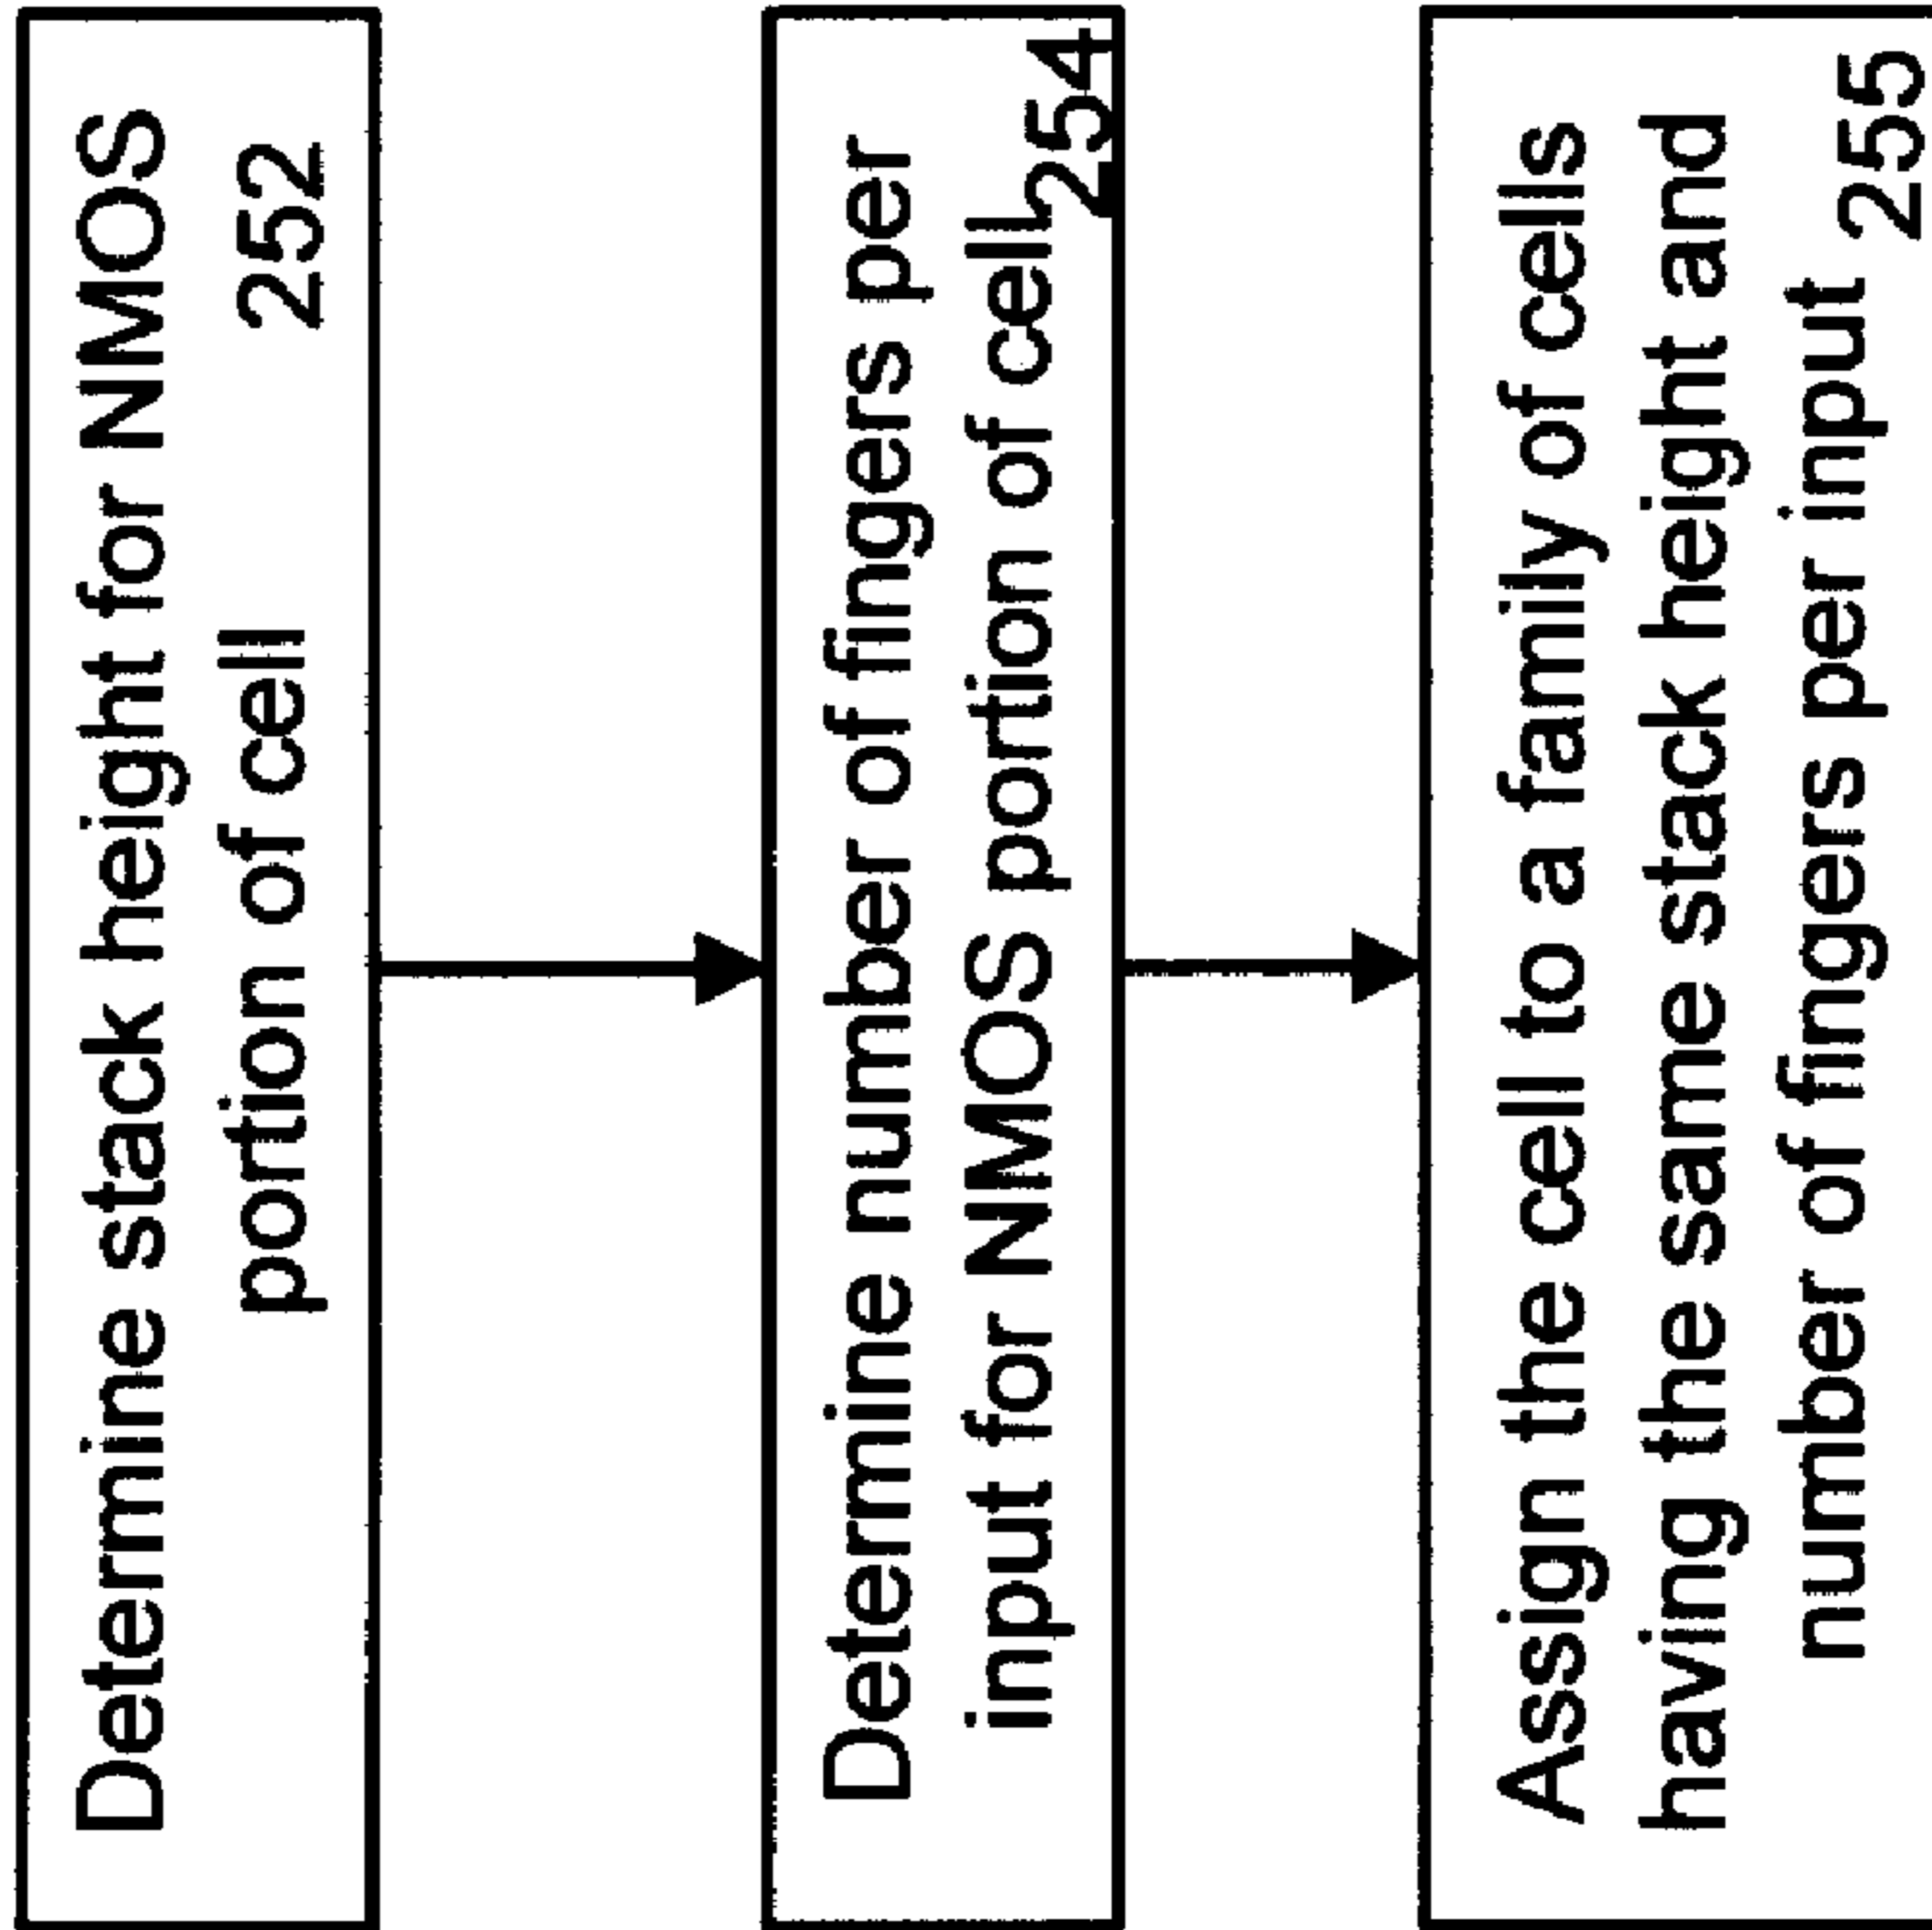 Determine stack height for NMOS
portion of cell 252
Determine number of fingers per
input for NMOS portion of cell 254
Assign the cell to a family of cells
having the same stack height and
number of fingers per input 255